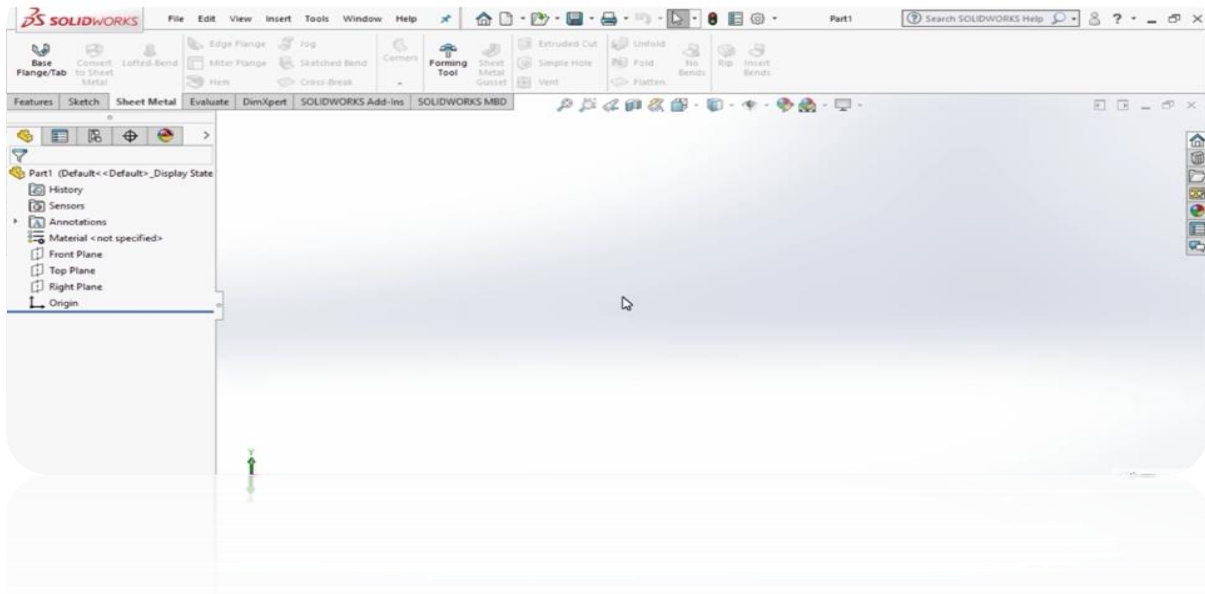 SOLIDWORKS File Edit View Insert Tools Window Help Part1 Search SOLIDWORKS Help
Base Flange/Tab
Convert to Sheet Metal
Lofted-Bend
Edge Flange
Miter Flange
Hem
Jog
Sketched Bend
Cross-Break
Corners
Forming Tool
Sheet Metal Gusset
Extruded Cut
Simple Hole
Vent
Unfold
Fold
Flatten
No Bends
Rip
Insert Bends
Features Sketch Sheet Metal Evaluate DimXpert SOLIDWORKS Add-Ins SOLIDWORKS MBD
Part1 (Default<<Default>_Display State
History
Sensors
Annotations
Material <not specified>
Front Plane
Top Plane
Right Plane
Origin
Y